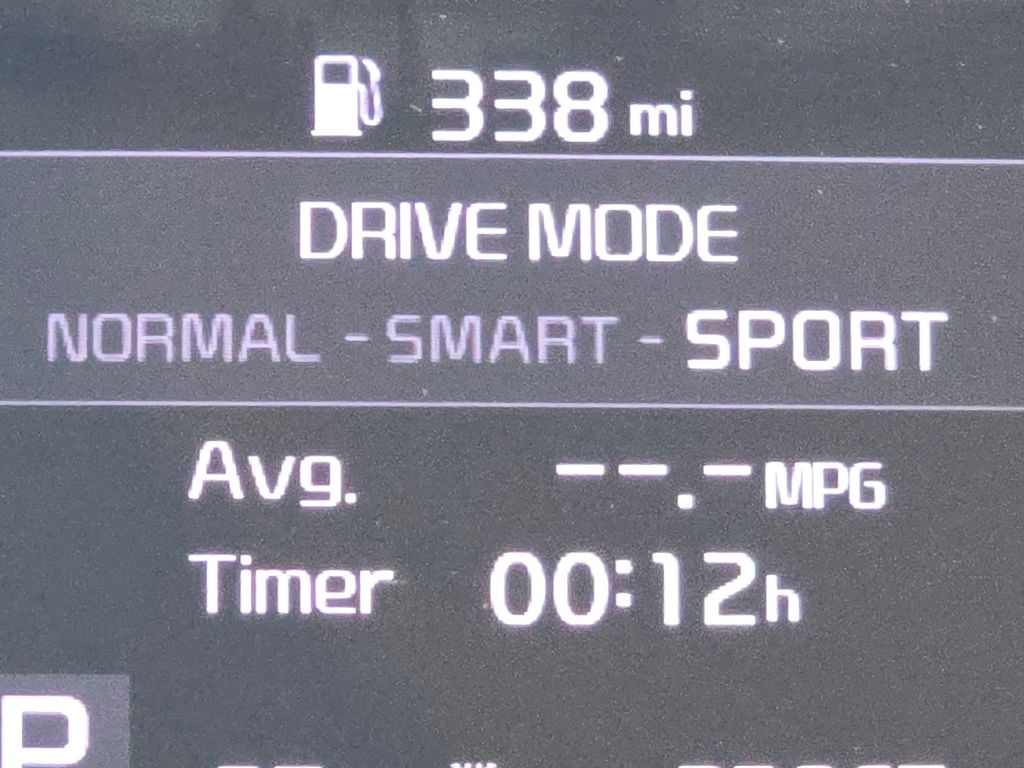 338 mi
DRIVE MODE
NORMAL - SMART - SPORT
Avg. --.- MPG
Timer 00:12h
P